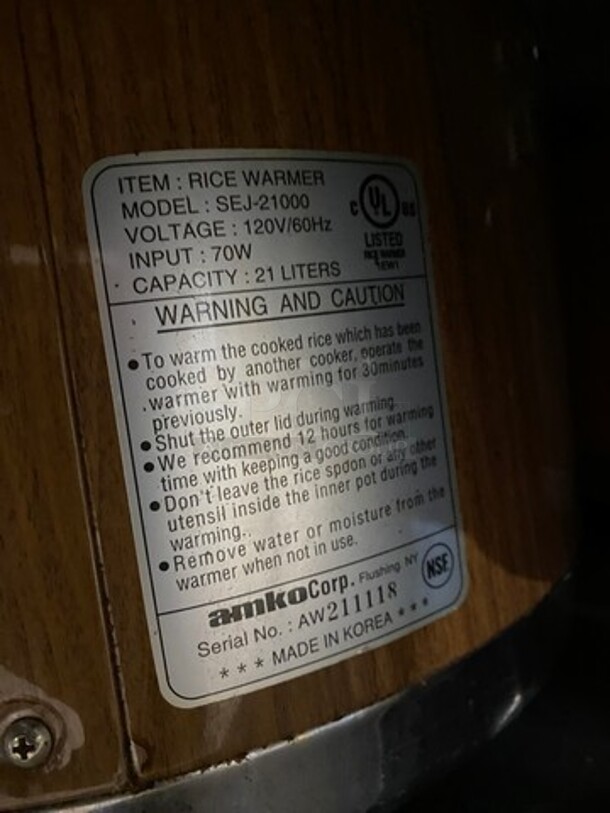 ITEM : RICE WARMER
MODEL : SEJ-21000
VOLTAGE : 120V/60Hz
INPUT : 70W
CAPACITY : 21 LITERS
C UL US
LISTED
RICE WARMER
WARNING AND CAUTION
●To warm the cooked rice which has been
cooked by another cooker, operate the
warmer with warming for 30minutes
previously.
●Shut the outer lid during warming.
●We recommend 12 hours for warming
time with keeping a good condition.
●Don't leave the rice spoon or any other
utensil inside the inner pot during the
warming.
●Remove water or moisture from the
warmer when not in use.
amkoCorp. Flushing, NY
NSF
Serial No. : AW211118
* * * MADE IN KOREA * * *